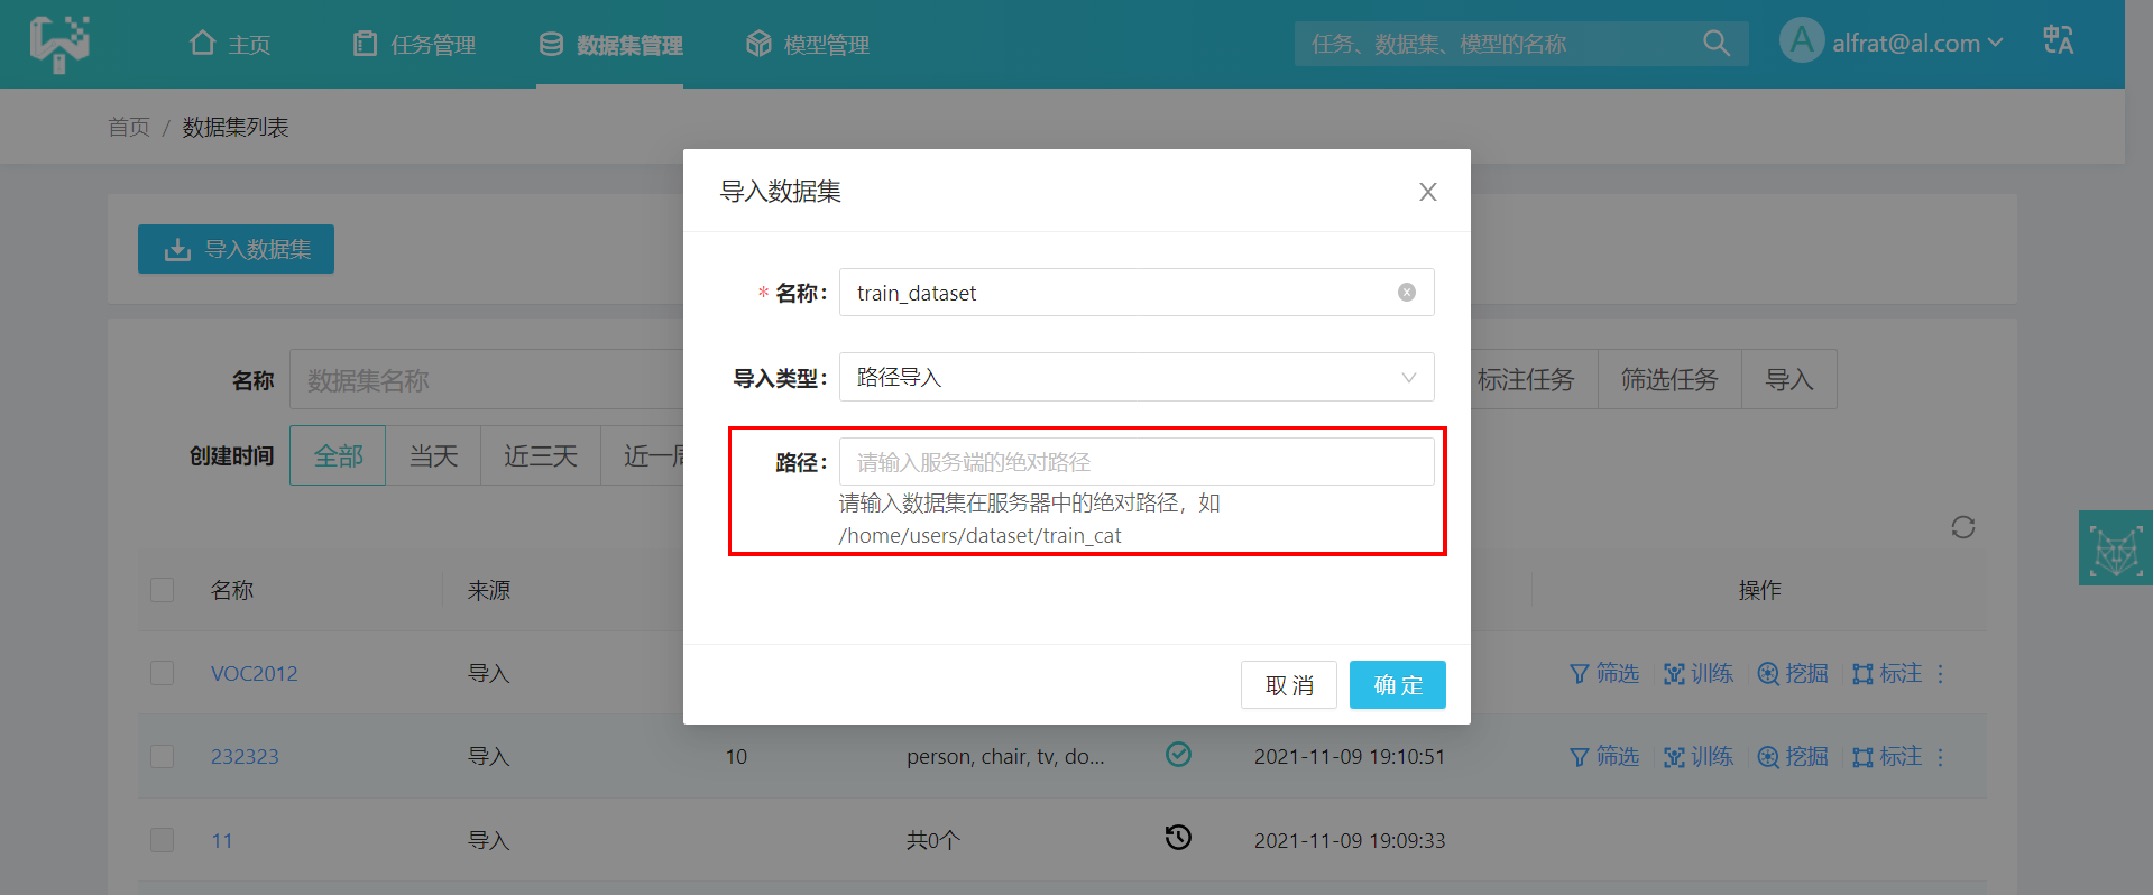 主页
任务管理
数据集管理
模型管理
任务、数据集、模型的名称
A
alfrat@al.com
中A
首页 / 数据集列表
导入数据集
名称
数据集名称
标注任务
筛选任务
导入
创建时间
全部
当天
近三天
近一周
导入数据集
X
* 名称:
train_dataset
导入类型:
路径导入
路径:
请输入服务端的绝对路径
请输入数据集在服务器中的绝对路径，如
/home/users/dataset/train_cat
取 消
确 定
名称
来源
操作
VOC2012
导入
筛选
训练
挖掘
标注
232323
导入
10
person, chair, tv, do...
2021-11-09 19:10:51
筛选
训练
挖掘
标注
11
导入
共0个
2021-11-09 19:09:33